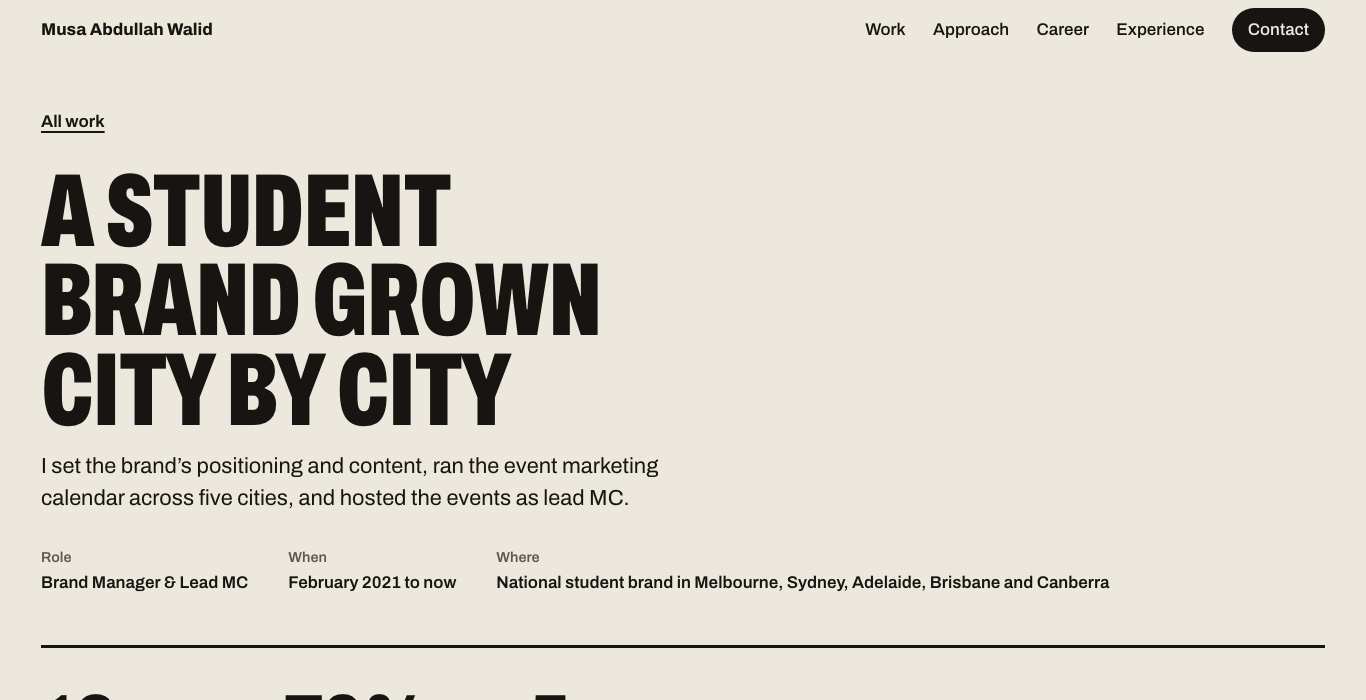 Musa Abdullah Walid
Work
Approach
Career
Experience
Contact
All work
A STUDENT
BRAND GROWN
CITY BY CITY
I set the brand’s positioning and content, ran the event marketing
calendar across five cities, and hosted the events as lead MC.
Role
Brand Manager & Lead MC
When
February 2021 to now
Where
National student brand in Melbourne, Sydney, Adelaide, Brisbane and Canberra